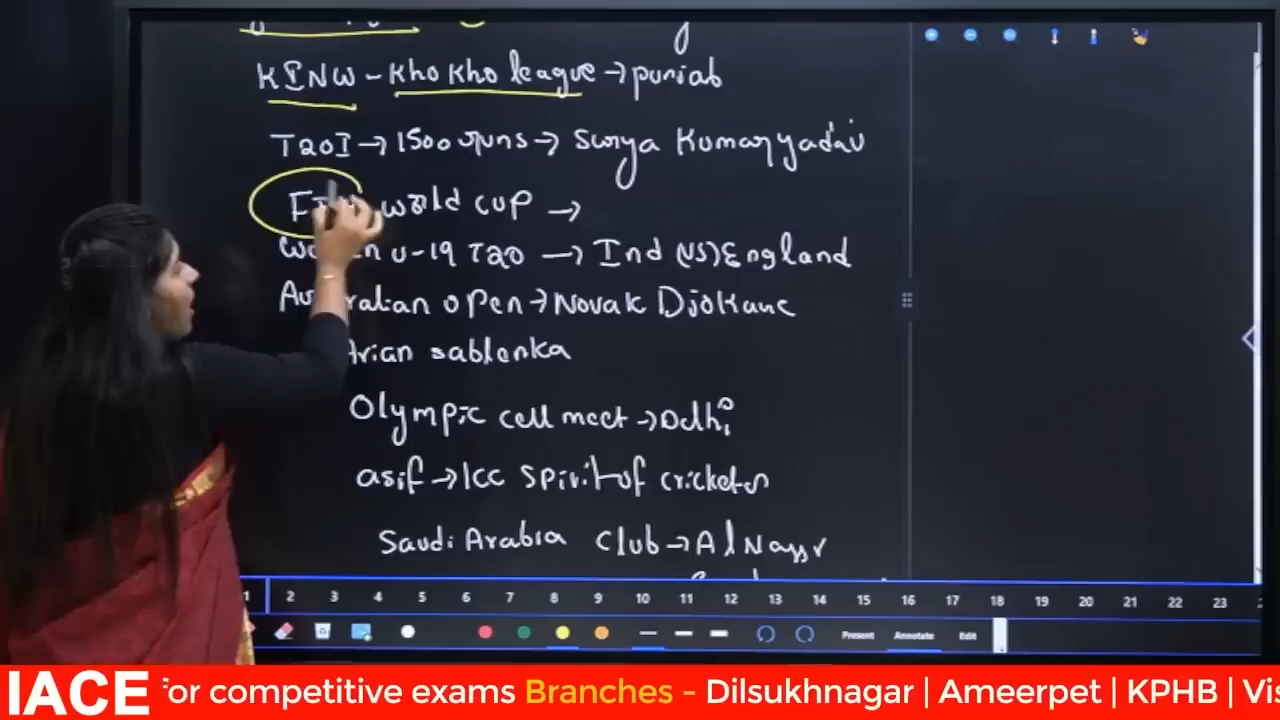 KINW - Kho Kho league → punjab
T20I → 1500 runs → Surya Kumar yadav
world cup →
U-19 T20 → Ind (VS) England
open → Novak Djokanc
Arian sablenka
Olympic cell meet → Delhi
asif → ICC Spirit of cricketer
Saudi Arabia Club → Al Nassr
1 2 3 4 5 6 7 8 9 10 11 12 13 14 15 16 17 18 19 20 21 22 23
Present Annotate Edit
IACE for competitive exams Branches - Dilsukhnagar | Ameerpet | KPHB | Vis